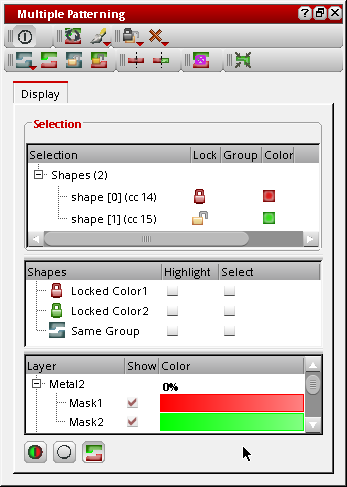 Multiple Patterning
Display
Selection
Selection Lock Group Color
Shapes (2)
shape [0] (cc 14)
shape [1] (cc 15)
Shapes Highlight Select
Locked Color1
Locked Color2
Same Group
Layer Show Color
Metal2 0%
Mask1
Mask2